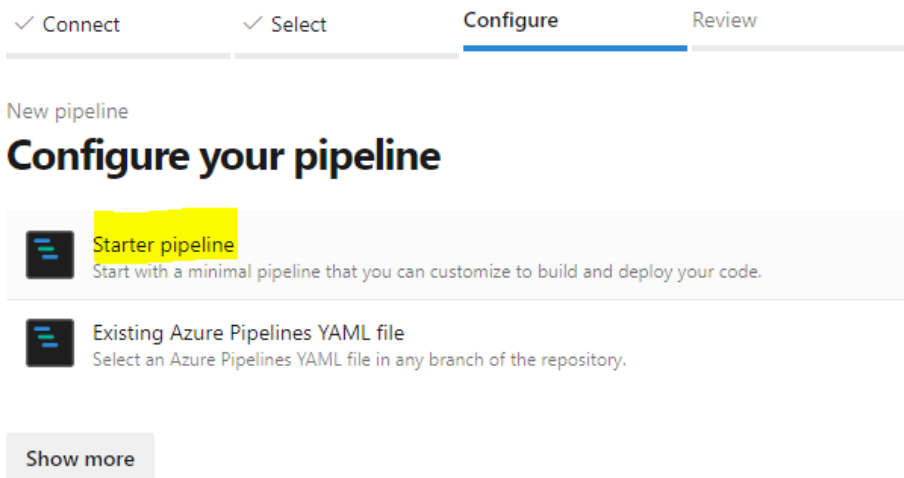 Connect
Select
Configure
Review
New pipeline
Configure your pipeline
Starter pipeline
Start with a minimal pipeline that you can customize to build and deploy your code.
Existing Azure Pipelines YAML file
Select an Azure Pipelines YAML file in any branch of the repository.
Show more